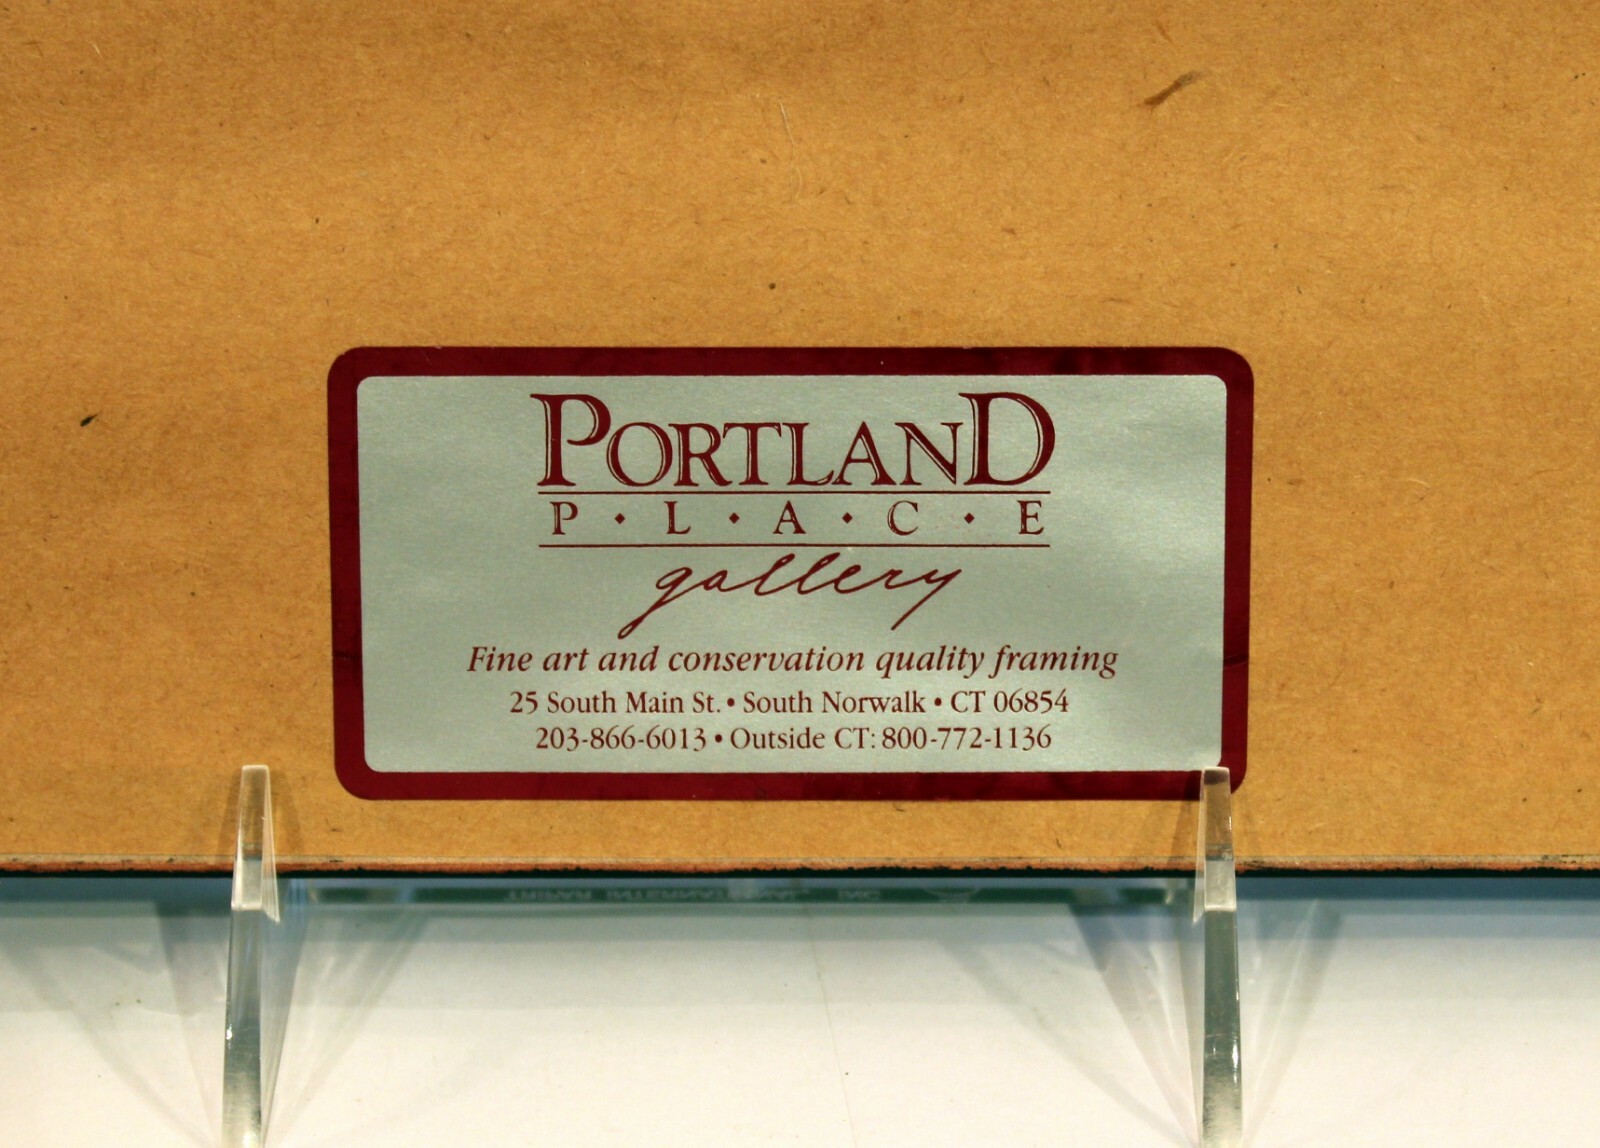 PORTLAND
P · L · A · C · E
gallery
Fine art and conservation quality framing
25 South Main St. • South Norwalk • CT 06854
203-866-6013 • Outside CT: 800-772-1136